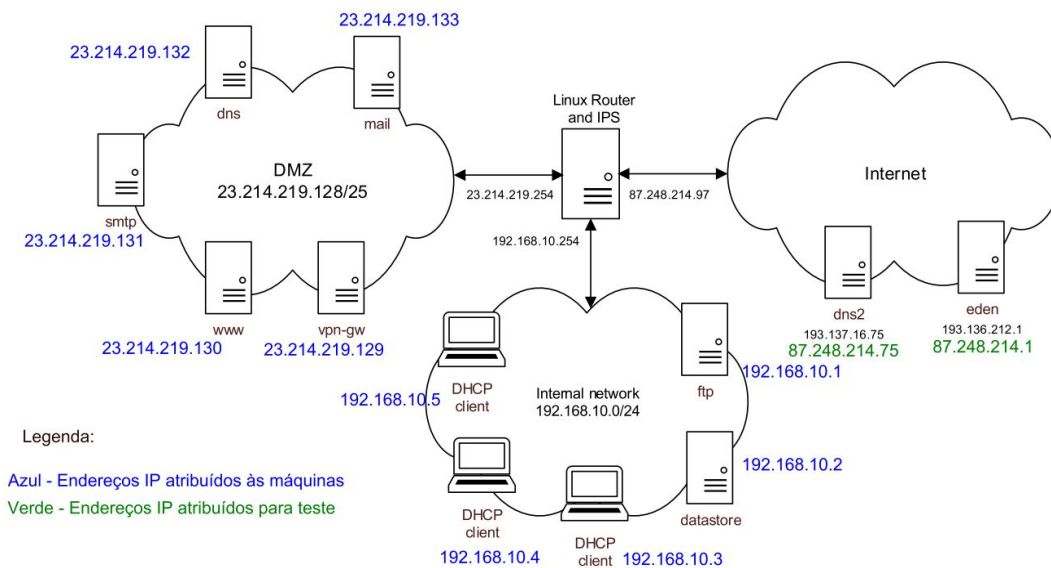 23.214.219.133
23.214.219.132
dns
mail
Linux Router
and IPS
DMZ
23.214.219.128/25
23.214.219.254
87.248.214.97
Internet
smtp
23.214.219.131
192.168.10.254
www
vpn-gw
23.214.219.130
23.214.219.129
dns2
193.137.16.75
87.248.214.75
eden
193.136.212.1
87.248.214.1
DHCP
client
192.168.10.5
Internal network
192.168.10.0/24
ftp
192.168.10.1
Legenda:
Azul - Endereços IP atribuídos às máquinas
Verde - Endereços IP atribuídos para teste
DHCP
client
192.168.10.4
DHCP
client
192.168.10.3
datastore
192.168.10.2